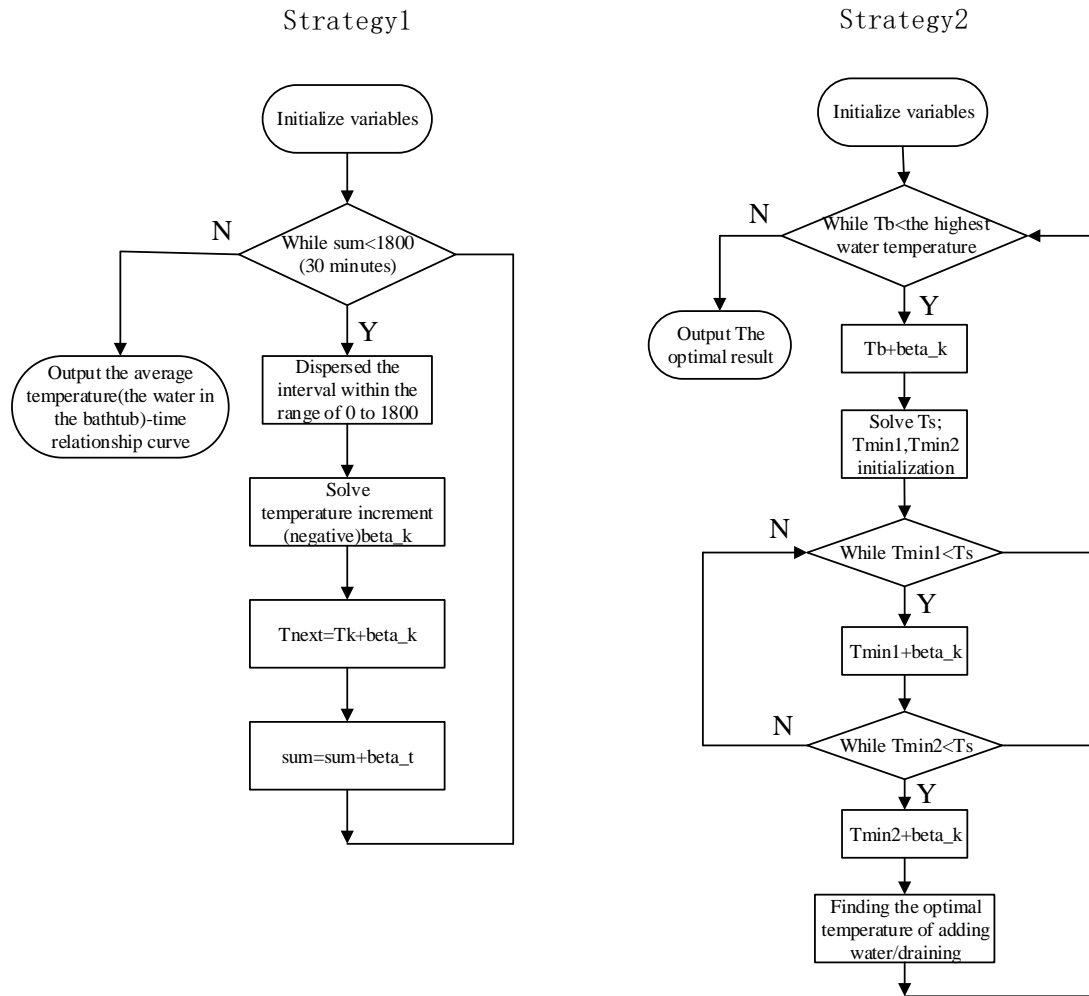 Strategy1
Initialize variables
N
While sum<1800
(30 minutes)
Y
Output the average
temperature(the water in
the bathtub)-time
relationship curve
Dispersed the
interval within the
range of 0 to 1800
Solve
temperature increment
(negative)beta_k
Tnext=Tk+beta_k
sum=sum+beta_t
Strategy2
Initialize variables
N
While Tb<the highest
water temperature
Y
Output The
optimal result
Tb+beta_k
Solve Ts;
Tmin1,Tmin2
initialization
N
While Tmin1<Ts
Y
Tmin1+beta_k
N
While Tmin2<Ts
Y
Tmin2+beta_k
Finding the optimal
temperature of adding
water/draining